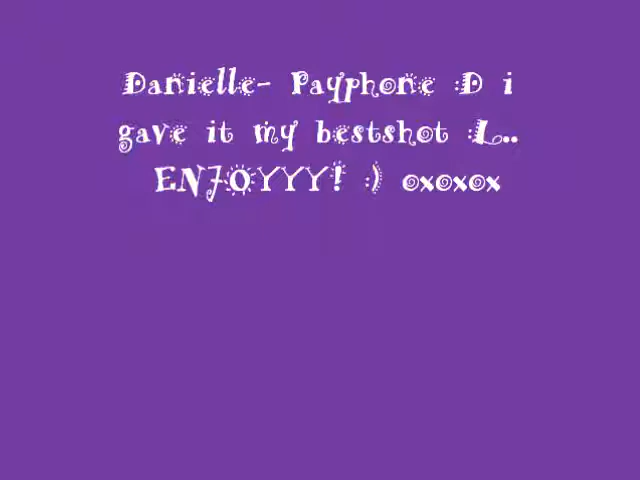 Danielle- Payphone :D i
gave it my bestshot :L..
ENJOYYY! :) oxoxox